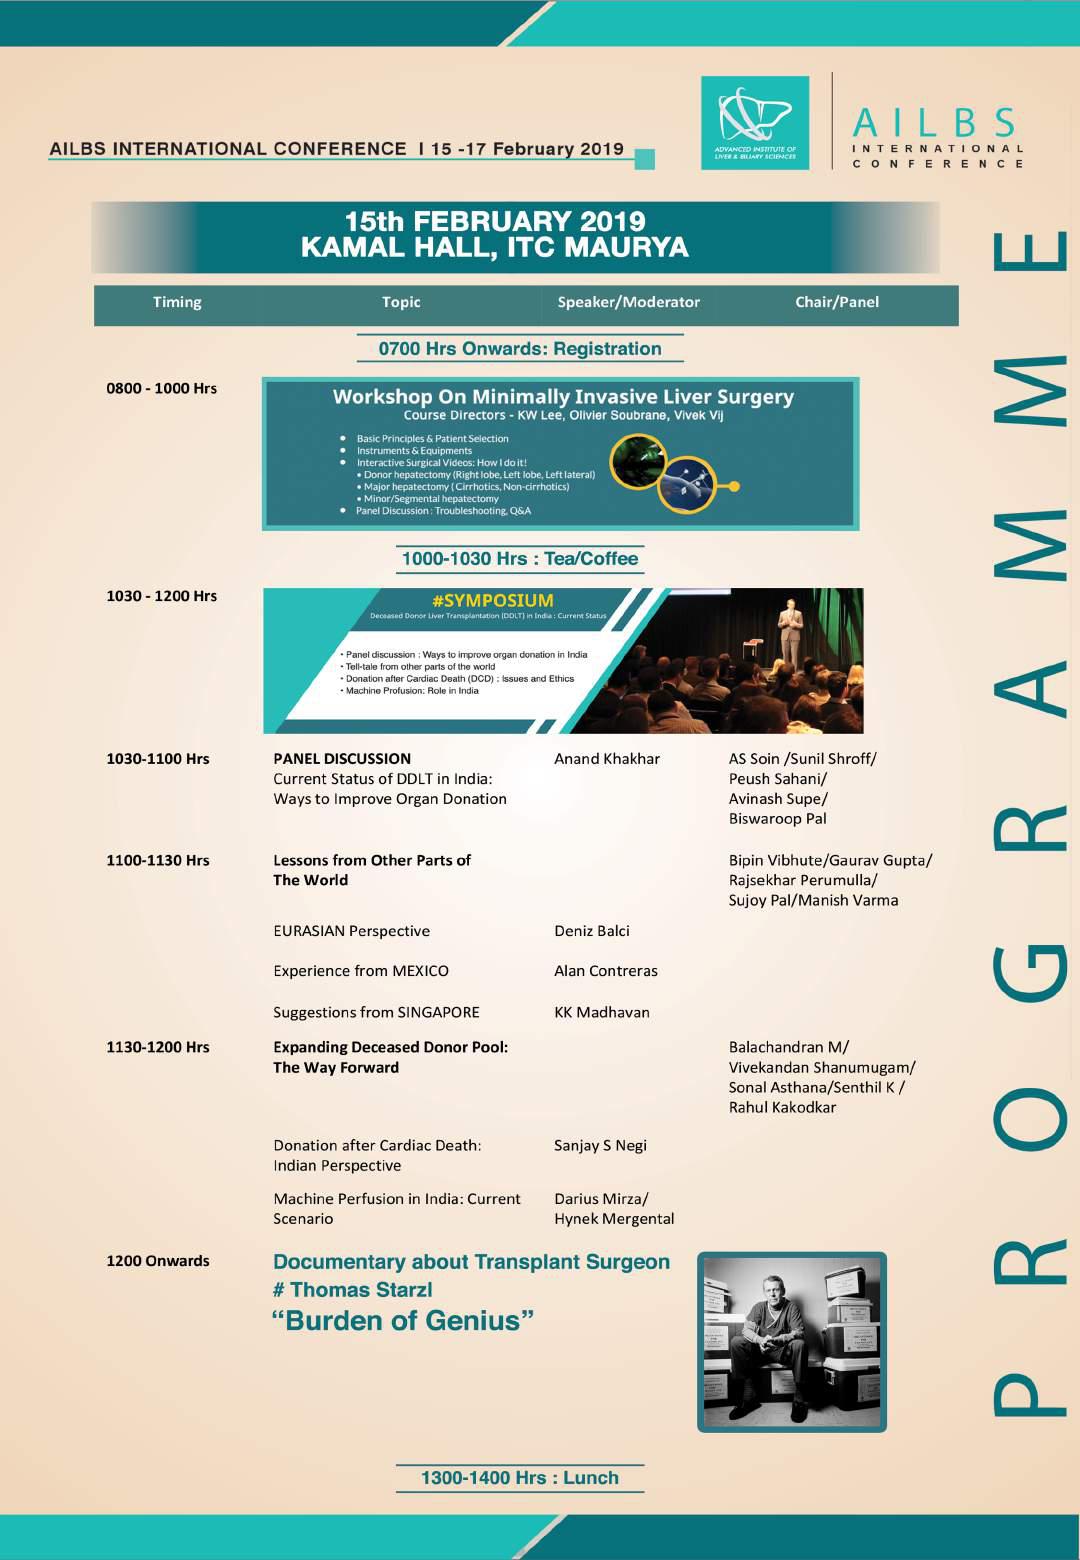 AILBS INTERNATIONAL CONFERENCE I 15 -17 February 2019
ADVANCED INSTITUTE OF
LIVER & BILIARY SCIENCES
AILBS
INTERNATIONAL
CONFERENCE
PROGRAMME
15th FEBRUARY 2019
KAMAL HALL, ITC MAURYA
Timing Topic Speaker/Moderator Chair/Panel
0700 Hrs Onwards: Registration
0800 - 1000 Hrs
Workshop On Minimally Invasive Liver Surgery
Course Directors - KW Lee, Olivier Soubrane, Vivek Vij
● Basic Principles & Patient Selection
● Instruments & Equipments
● Interactive Surgical Videos: How I do it!
• Donor hepatectomy (Right lobe, Left lobe, Left lateral)
• Major hepatectomy ( Cirrhotics, Non-cirrhotics)
• Minor/Segmental hepatectomy
● Panel Discussion : Troubleshooting, Q&A
1000-1030 Hrs : Tea/Coffee
1030 - 1200 Hrs
#SYMPOSIUM
Deceased Donor Liver Transplantation (DDLT) in India : Current Status
• Panel discussion : Ways to improve organ donation in India
• Tell-tale from other parts of the world
• Donation after Cardiac Death (DCD) : Issues and Ethics
• Machine Profusion: Role in India
1030-1100 Hrs PANEL DISCUSSION Anand Khakhar AS Soin /Sunil Shroff/
Current Status of DDLT in India: Peush Sahani/
Ways to Improve Organ Donation Avinash Supe/
Biswaroop Pal
1100-1130 Hrs Lessons from Other Parts of Bipin Vibhute/Gaurav Gupta/
The World Rajsekhar Perumulla/
Sujoy Pal/Manish Varma
EURASIAN Perspective Deniz Balci
Experience from MEXICO Alan Contreras
Suggestions from SINGAPORE KK Madhavan
1130-1200 Hrs Expanding Deceased Donor Pool: Balachandran M/
The Way Forward Vivekandan Shanumugam/
Sonal Asthana/Senthil K /
Rahul Kakodkar
Donation after Cardiac Death: Sanjay S Negi
Indian Perspective
Machine Perfusion in India: Current Darius Mirza/
Scenario Hynek Mergental
1200 Onwards Documentary about Transplant Surgeon
# Thomas Starzl
“Burden of Genius”
1300-1400 Hrs : Lunch